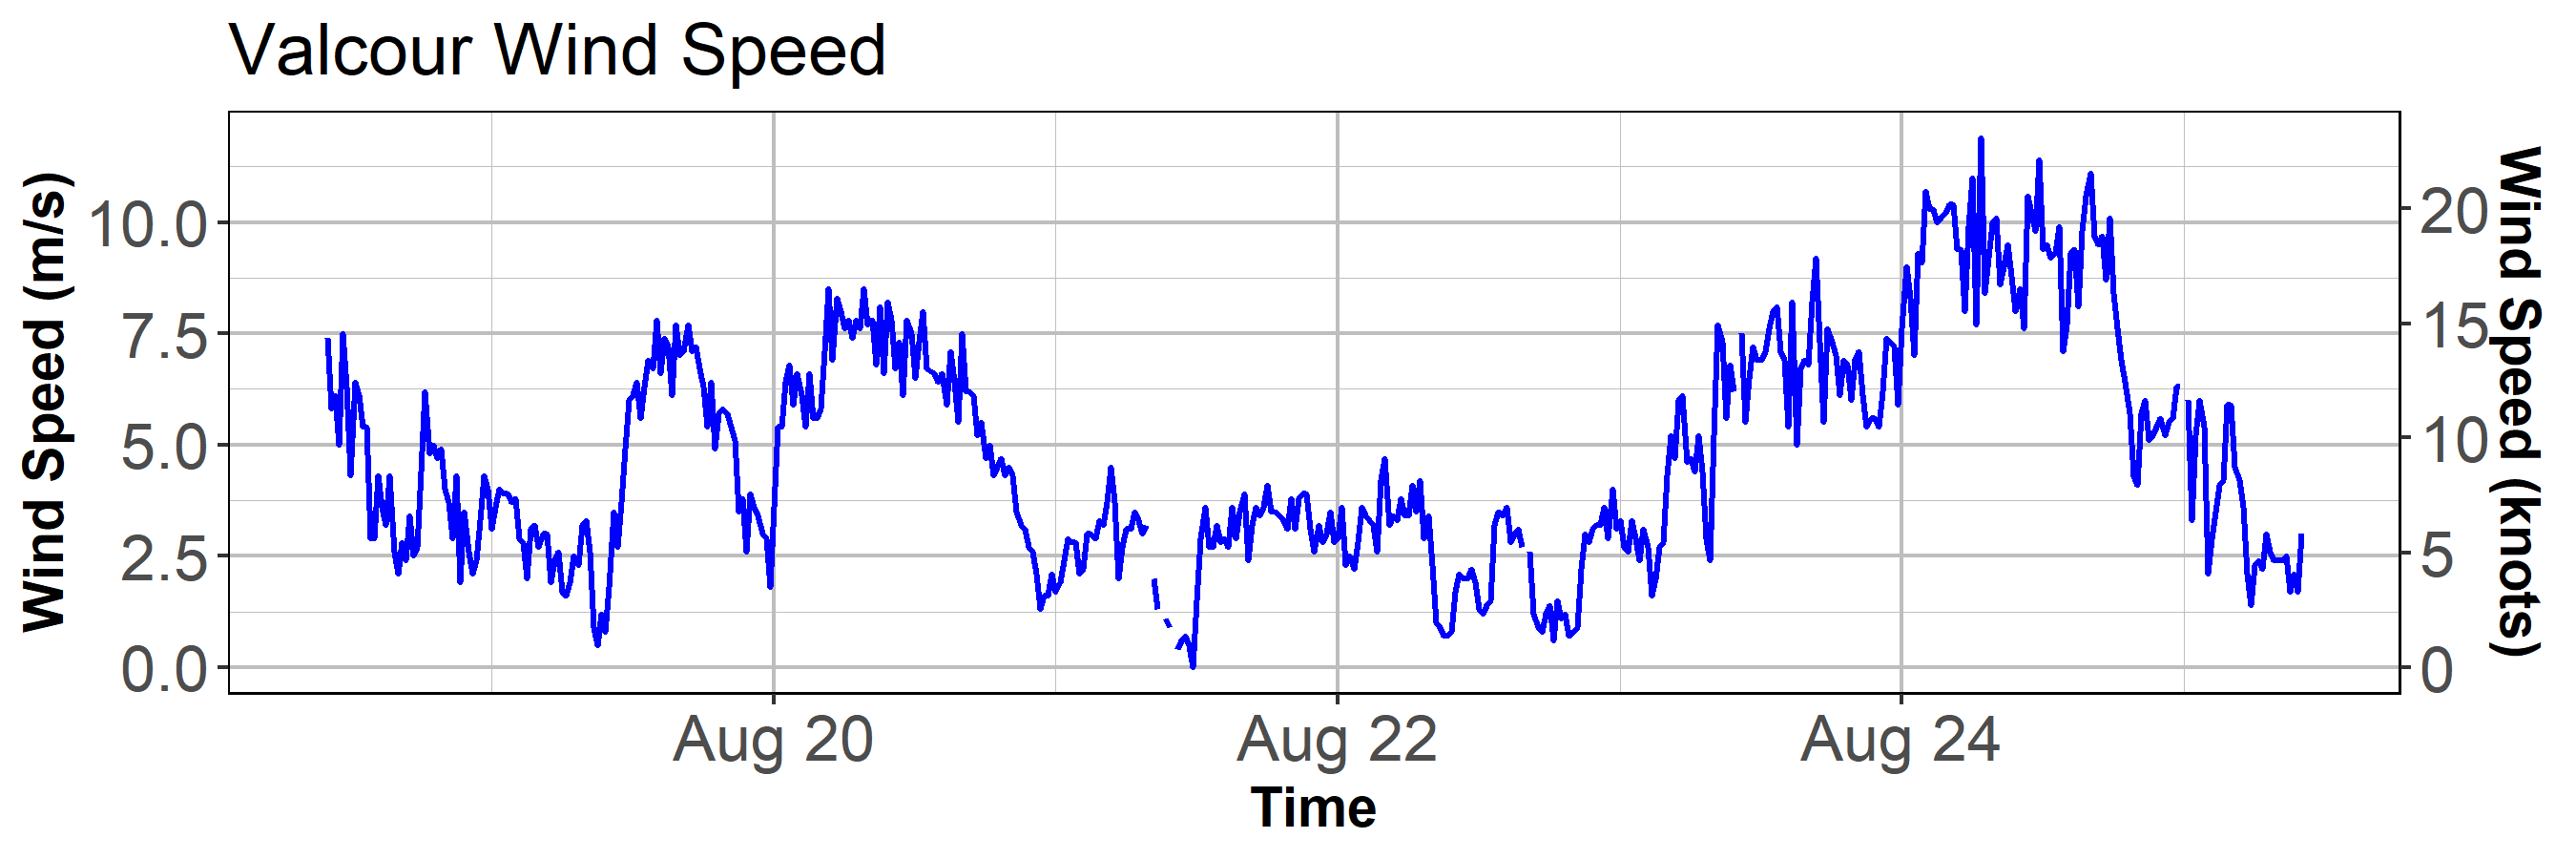 Valcour Wind Speed
Wind Speed (m/s)
10.0
7.5
5.0
2.5
0.0
20
15
10
5
0
Wind Speed (knots)
Aug 20
Aug 22
Aug 24
Time